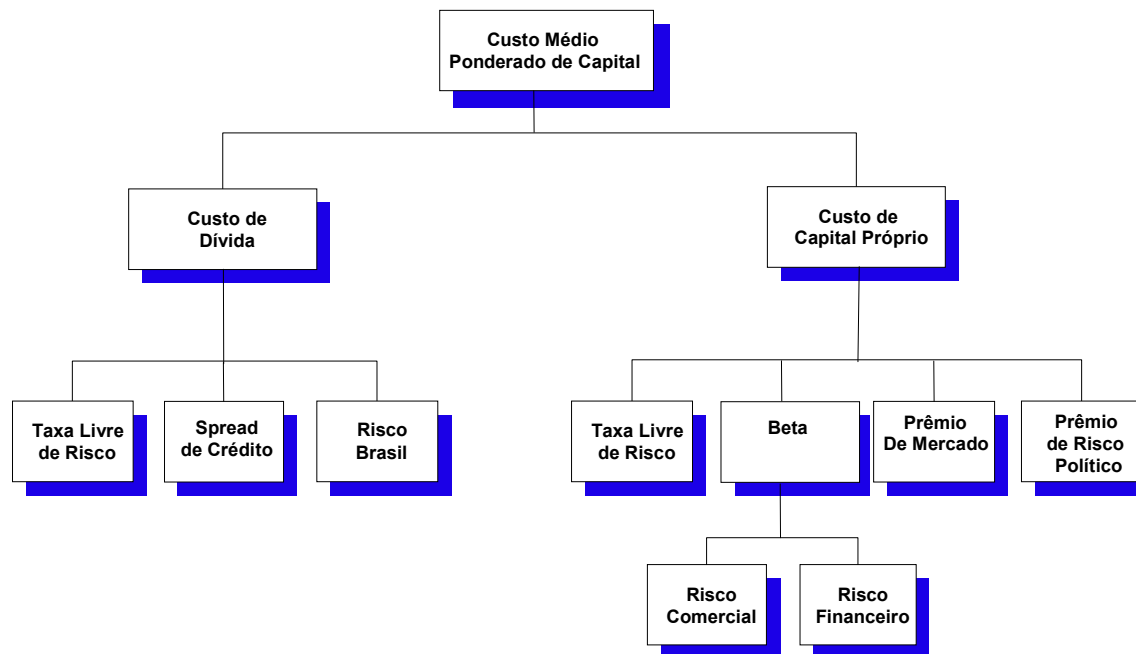 Custo Médio
Ponderado de Capital
Custo de
Dívida
Custo de
Capital Próprio
Taxa Livre
de Risco
Spread
de Crédito
Risco
Brasil
Taxa Livre
de Risco
Beta
Prêmio
De Mercado
Prêmio
de Risco
Político
Risco
Comercial
Risco
Financeiro